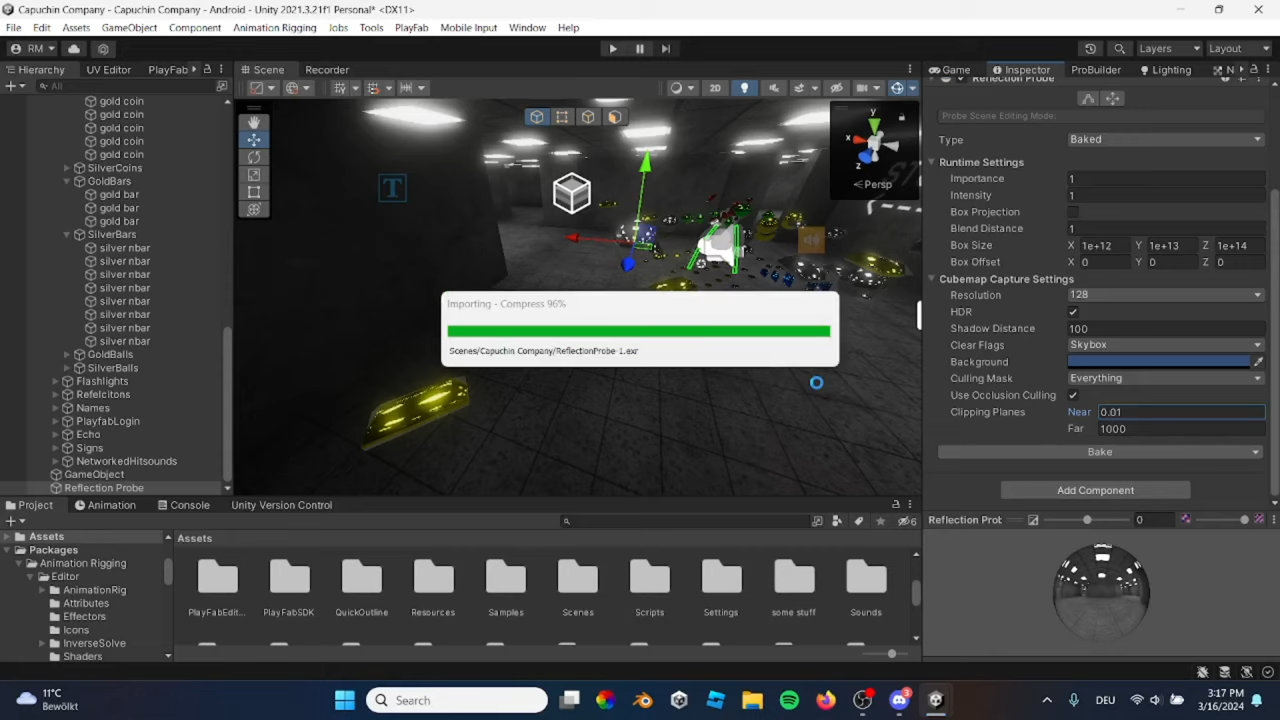 Capuchin Company - Capuchin Company - Android - Unity 2021.3.21f1 Personal* <DX11>
File Edit Assets GameObject Component Animation Rigging Jobs Tools PlayFab Mobile Input Window Help
RM Layers Layout
Hierarchy UV Editor PlayFab Scene Recorder Game Inspector ProBuilder Lighting N
All
2D
gold coin
gold coin
gold coin
gold coin
gold coin
SilverCoins
GoldBars
gold bar
gold bar
gold bar
SilverBars
silver nbar
silver nbar
silver nbar
silver nbar
silver nbar
silver nbar
silver nbar
silver nbar
GoldBalls
SilverBalls
Flashlights
Refelcitons
Names
PlayfabLogin
Echo
Signs
NetworkedHitsounds
GameObject
Reflection Probe
T
y
x
z
Persp
Importing - Compress 96%
Scenes/Capuchin Company/ReflectionProbe-1.exr
Reflection Probe
Probe Scene Editing Mode:
Type Baked
Runtime Settings
Importance 1
Intensity 1
Box Projection
Blend Distance 1
Box Size X 1e+12 Y 1e+13 Z 1e+14
Box Offset X 0 Y 0 Z 0
Cubemap Capture Settings
Resolution 128
HDR
Shadow Distance 100
Clear Flags Skybox
Background
Culling Mask Everything
Use Occlusion Culling
Clipping Planes Near 0.01
Far 1000
Bake
Add Component
Reflection Prob 0
Project Animation Console Unity Version Control
6
Assets
Packages
Animation Rigging
Editor
AnimationRig
Attributes
Effectors
Icons
InverseSolve
Shaders
Assets
PlayFabEdit... PlayFabSDK QuickOutline Resources Samples Scenes Scripts Settings some stuff Sounds
11°C
Bewölkt
Search
3
DEU
3:17 PM
3/16/2024